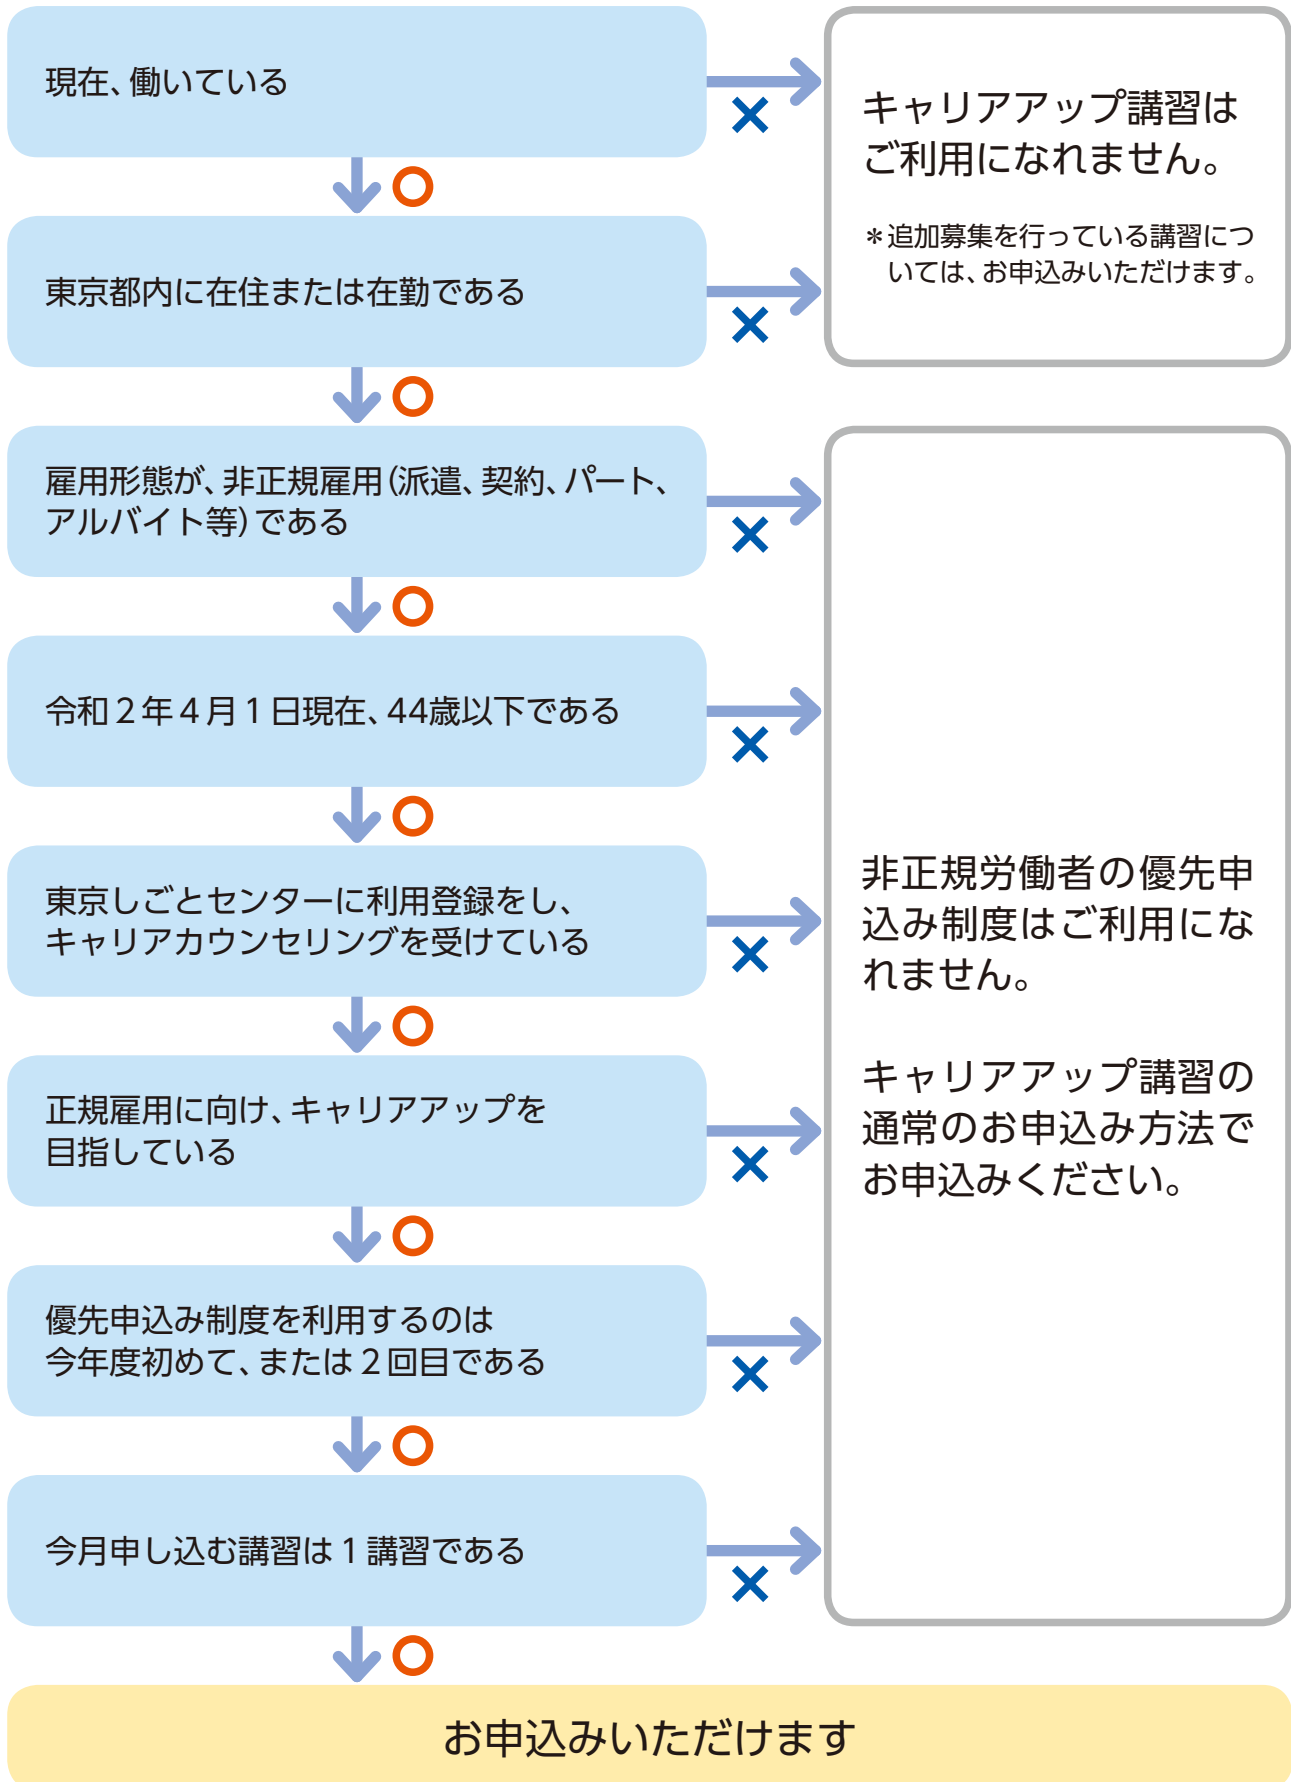 現在、働いている
キャリアアップ講習は
ご利用になれません。
*追加募集を行っている講習につ
いては、お申込みいただけます。
東京都内に在住または在勤である
雇用形態が、非正規雇用(派遣、契約、パート、
アルバイト等)である
令和2年4月1日現在、44歳以下である
東京しごとセンターに利用登録をし、
キャリアカウンセリングを受けている
正規雇用に向け、キャリアアップを
目指している
優先申込み制度を利用するのは
今年度初めて、または2回目である
今月申し込む講習は1講習である
非正規労働者の優先申
込み制度はご利用にな
れません。
キャリアアップ講習の
通常のお申込み方法で
お申込みください。
お申込みいただけます